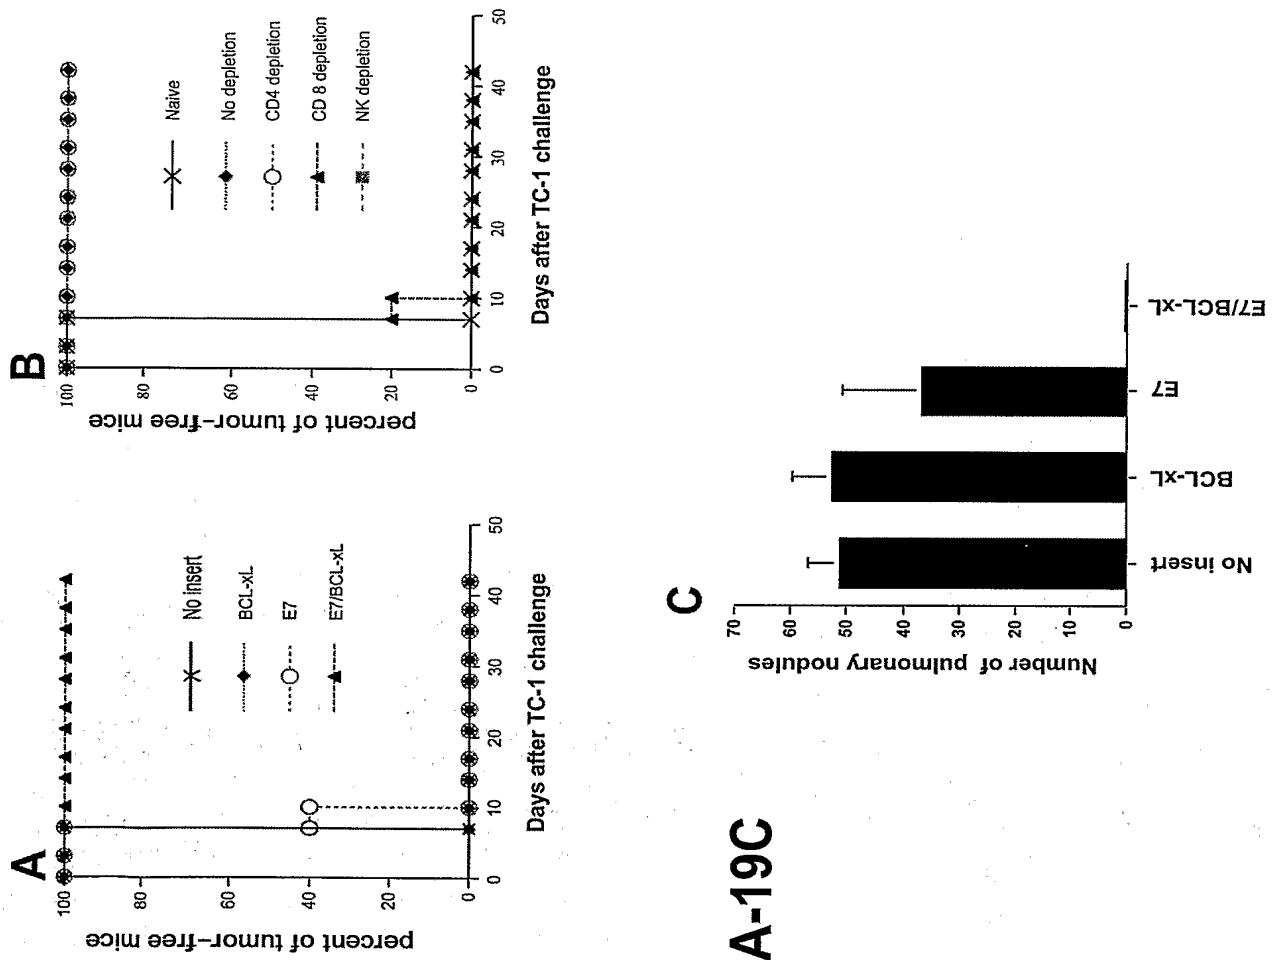 A
percent of tumor-free mice
100
80
60
40
20
0
0
10
20
30
40
50
Days after TC-1 challenge
No insert
BCL-xL
E7
E7/BCL-xL
B
percent of tumor-free mice
100
80
60
40
20
0
0
10
20
30
40
50
Days after TC-1 challenge
Naive
No depletion
CD4 depletion
CD 8 depletion
NK depletion
C
Number of pulmonary nodules
70
60
50
40
30
20
10
0
No insert
BCL-xL
E7
E7/BCL-xL
A-19C